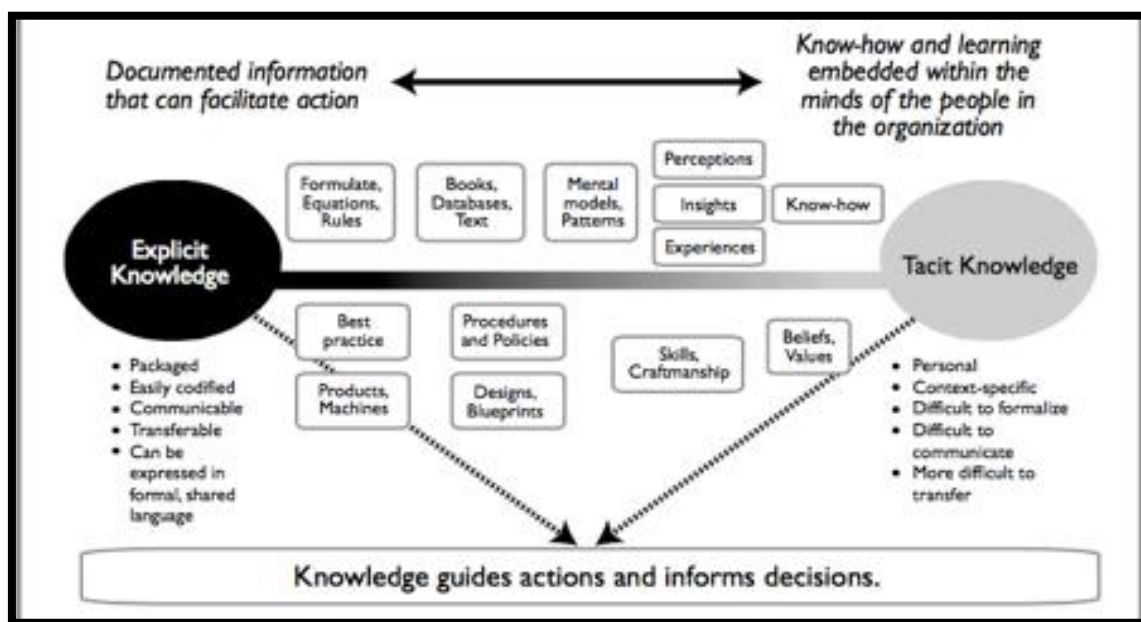 Documented information
that can facilitate action
Know-how and learning
embedded within the
minds of the people in
the organization
Formulate,
Equations,
Rules
Books,
Databases,
Text
Mental
models,
Patterns
Perceptions
Insights
Experiences
Know-how
Explicit
Knowledge
Tacit Knowledge
Best
practice
Procedures
and Policies
Products,
Machines
Designs,
Blueprints
Skills,
Craftmanship
Beliefs,
Values
• Packaged
• Easily codified
• Communicable
• Transferable
• Can be
expressed in
formal, shared
language
• Personal
• Context-specific
• Difficult to formalize
• Difficult to
communicate
• More difficult to
transfer
Knowledge guides actions and informs decisions.